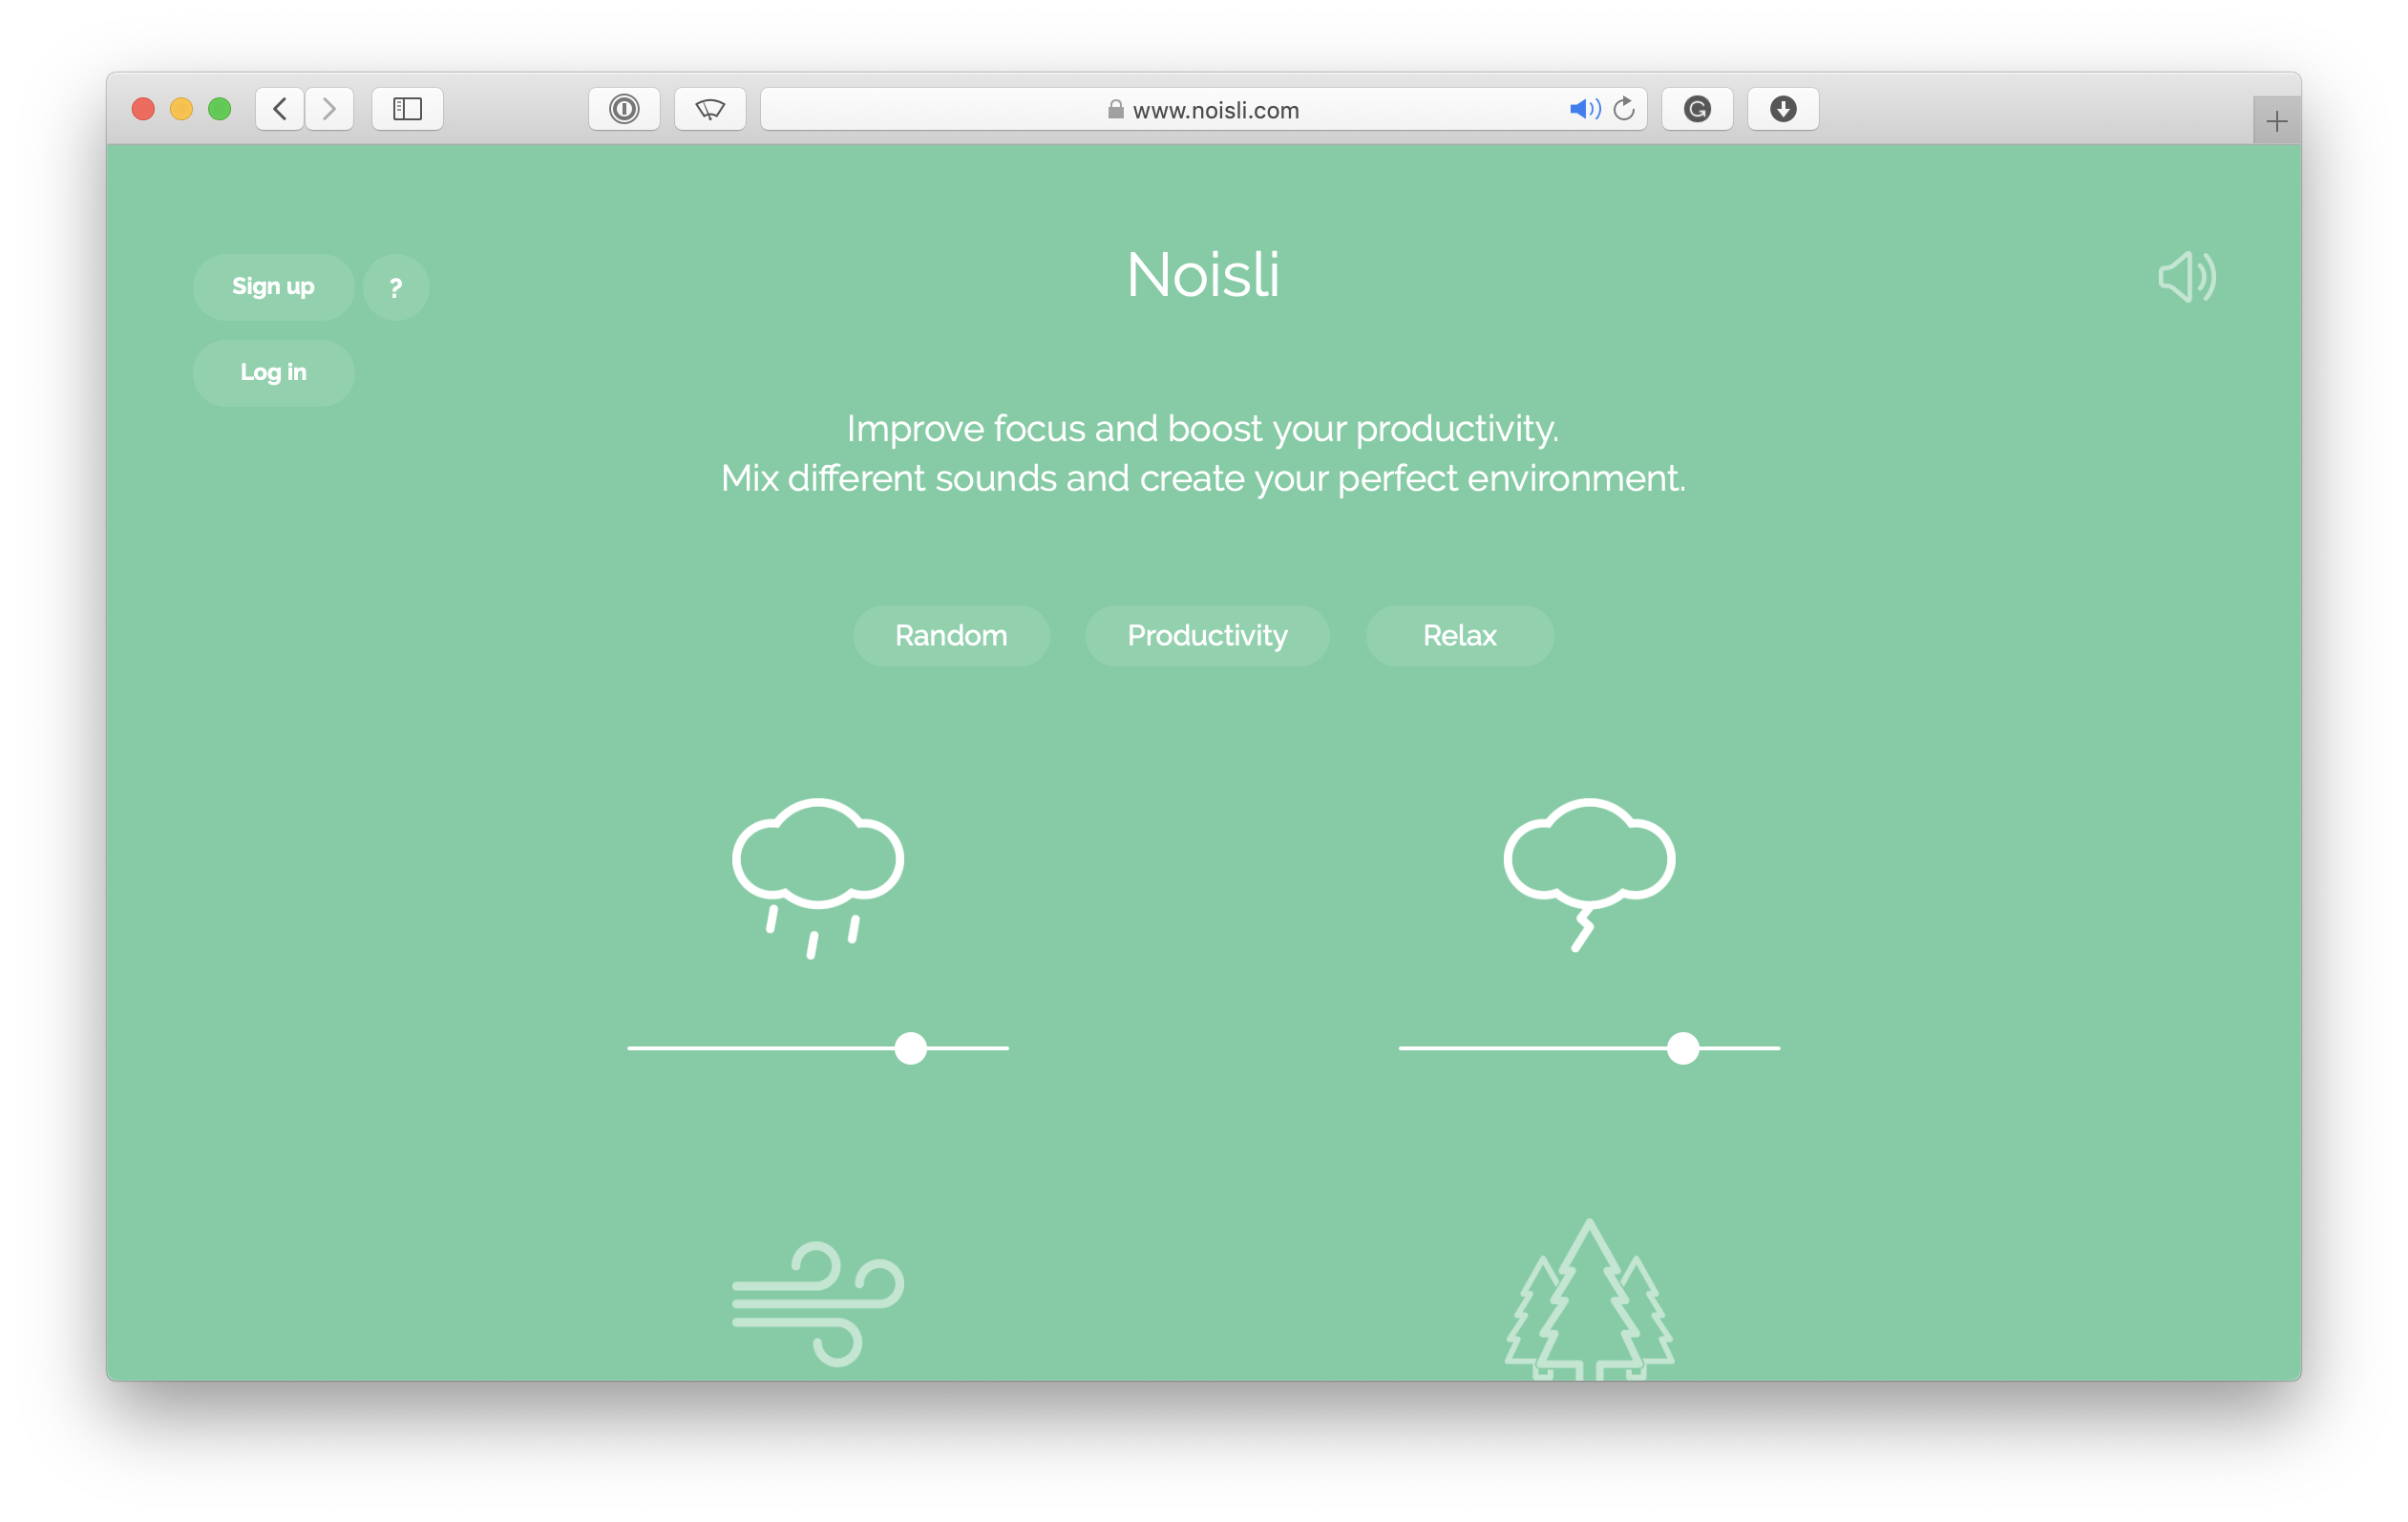 www.noisli.com
Noisli
Sign up
?
Log in
Improve focus and boost your productivity.
Mix different sounds and create your perfect environment.
Random
Productivity
Relax